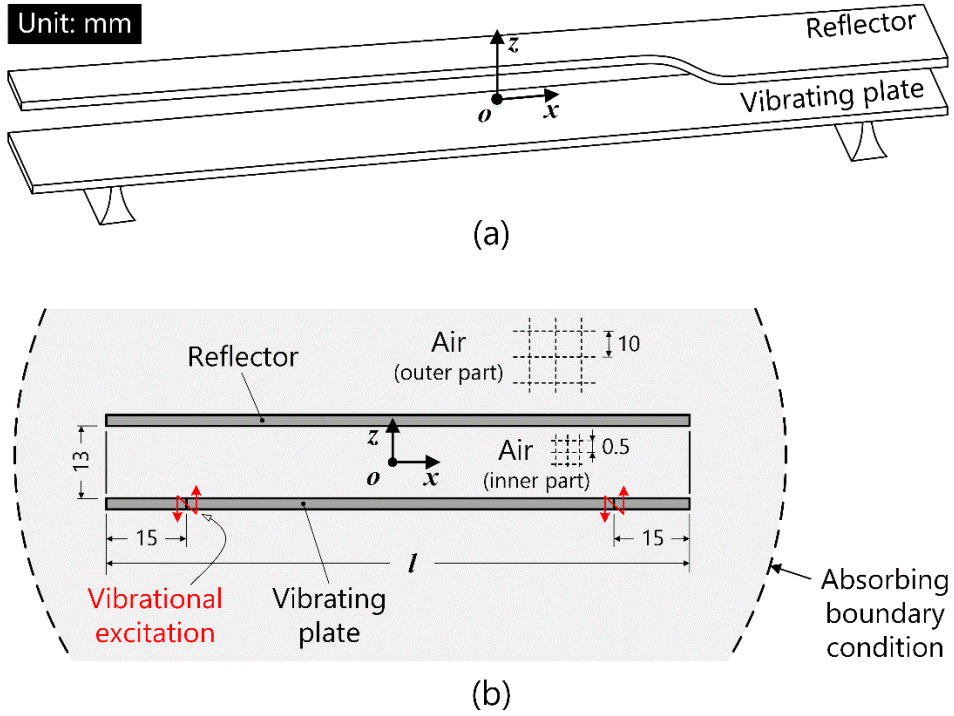 Unit: mm
Reflector
z
Vibrating plate
o
x
(a)
Air
(outer part)
10
Reflector
z
13
Air
(inner part)
0.5
o
x
15
15
l
Vibrational
excitation
Vibrating
plate
Absorbing
boundary
condition
(b)